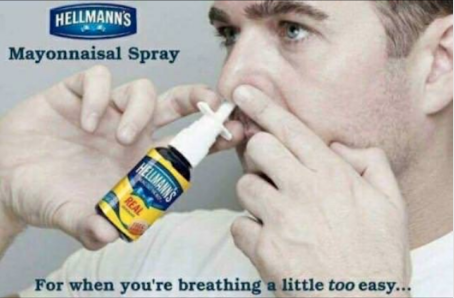 HELLMANN'S
Mayonnaisal Spray
HELLMANN'S
REAL
For when you're breathing a little too easy...